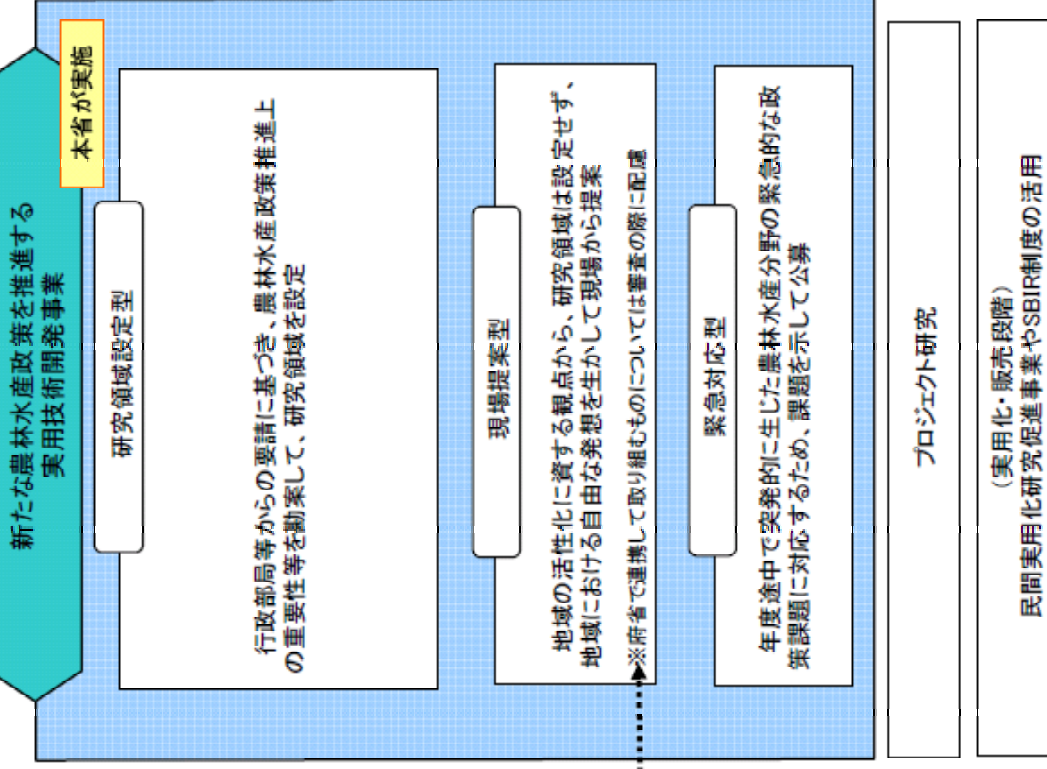 新たな農林水産政策を推進する
実用技術開発事業
本省が実施
研究領域設定型
行政部局等からの要請に基づき、農林水産政策推進上
の重要性等を勘案して、研究領域を設定
現場提案型
地域の活性化に資する観点から、研究領域は設定せず、
地域における自由な発想を生かして現場から提案
※府省で連携して取り組むものについては審査の際に配慮
緊急対応型
年度途中で突発的に生じた農林水産分野の緊急的な政
策課題に対応するため、課題を示して公募
プロジェクト研究
（実用化・販売段階）
民間実用化研究促進事業やSBIR制度の活用